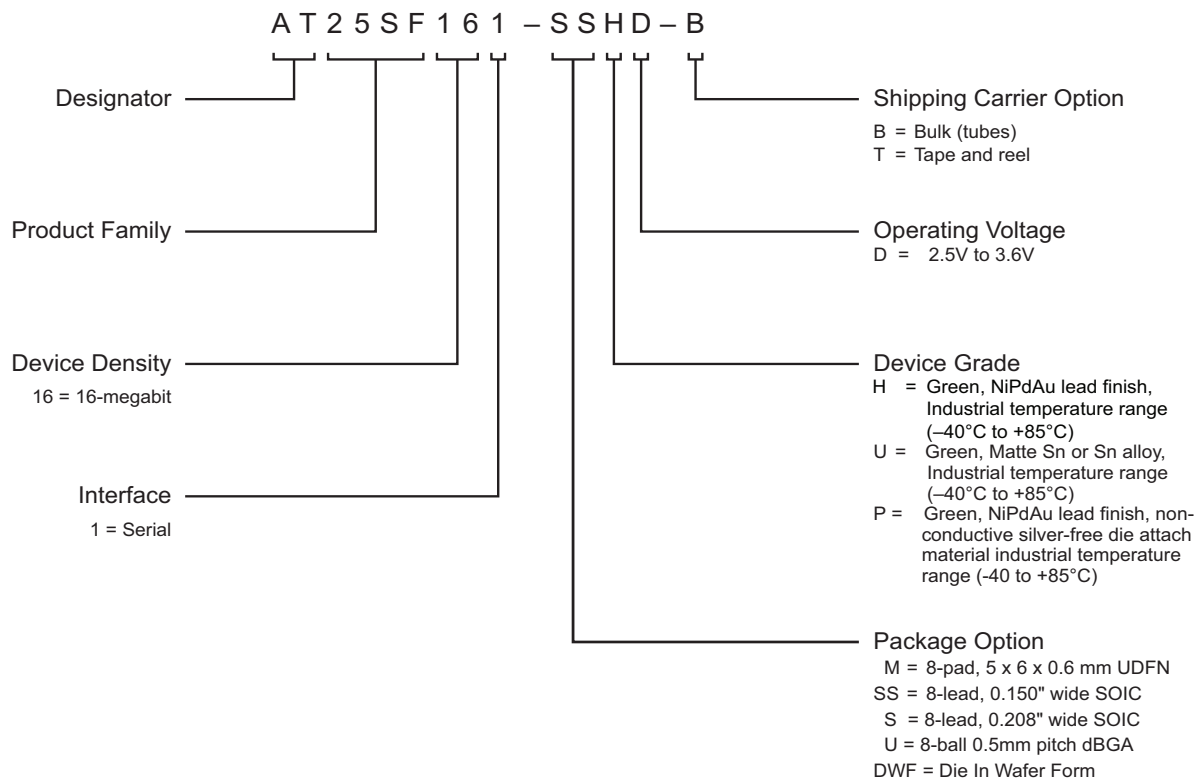 AT25SF161–SSHD–B
Designator
Shipping Carrier Option
B = Bulk (tubes)
T = Tape and reel
Product Family
Operating Voltage
D = 2.5V to 3.6V
Device Density
16 = 16-megabit
Device Grade
H = Green, NiPdAu lead finish,
Industrial temperature range
(–40°C to +85°C)
U = Green, Matte Sn or Sn alloy,
Industrial temperature range
(–40°C to +85°C)
P = Green, NiPdAu lead finish, non-
conductive silver-free die attach
material industrial temperature
range (-40 to +85°C)
Interface
1 = Serial
Package Option
M = 8-pad, 5 x 6 x 0.6 mm UDFN
SS = 8-lead, 0.150" wide SOIC
S = 8-lead, 0.208" wide SOIC
U = 8-ball 0.5mm pitch dBGA
DWF = Die In Wafer Form